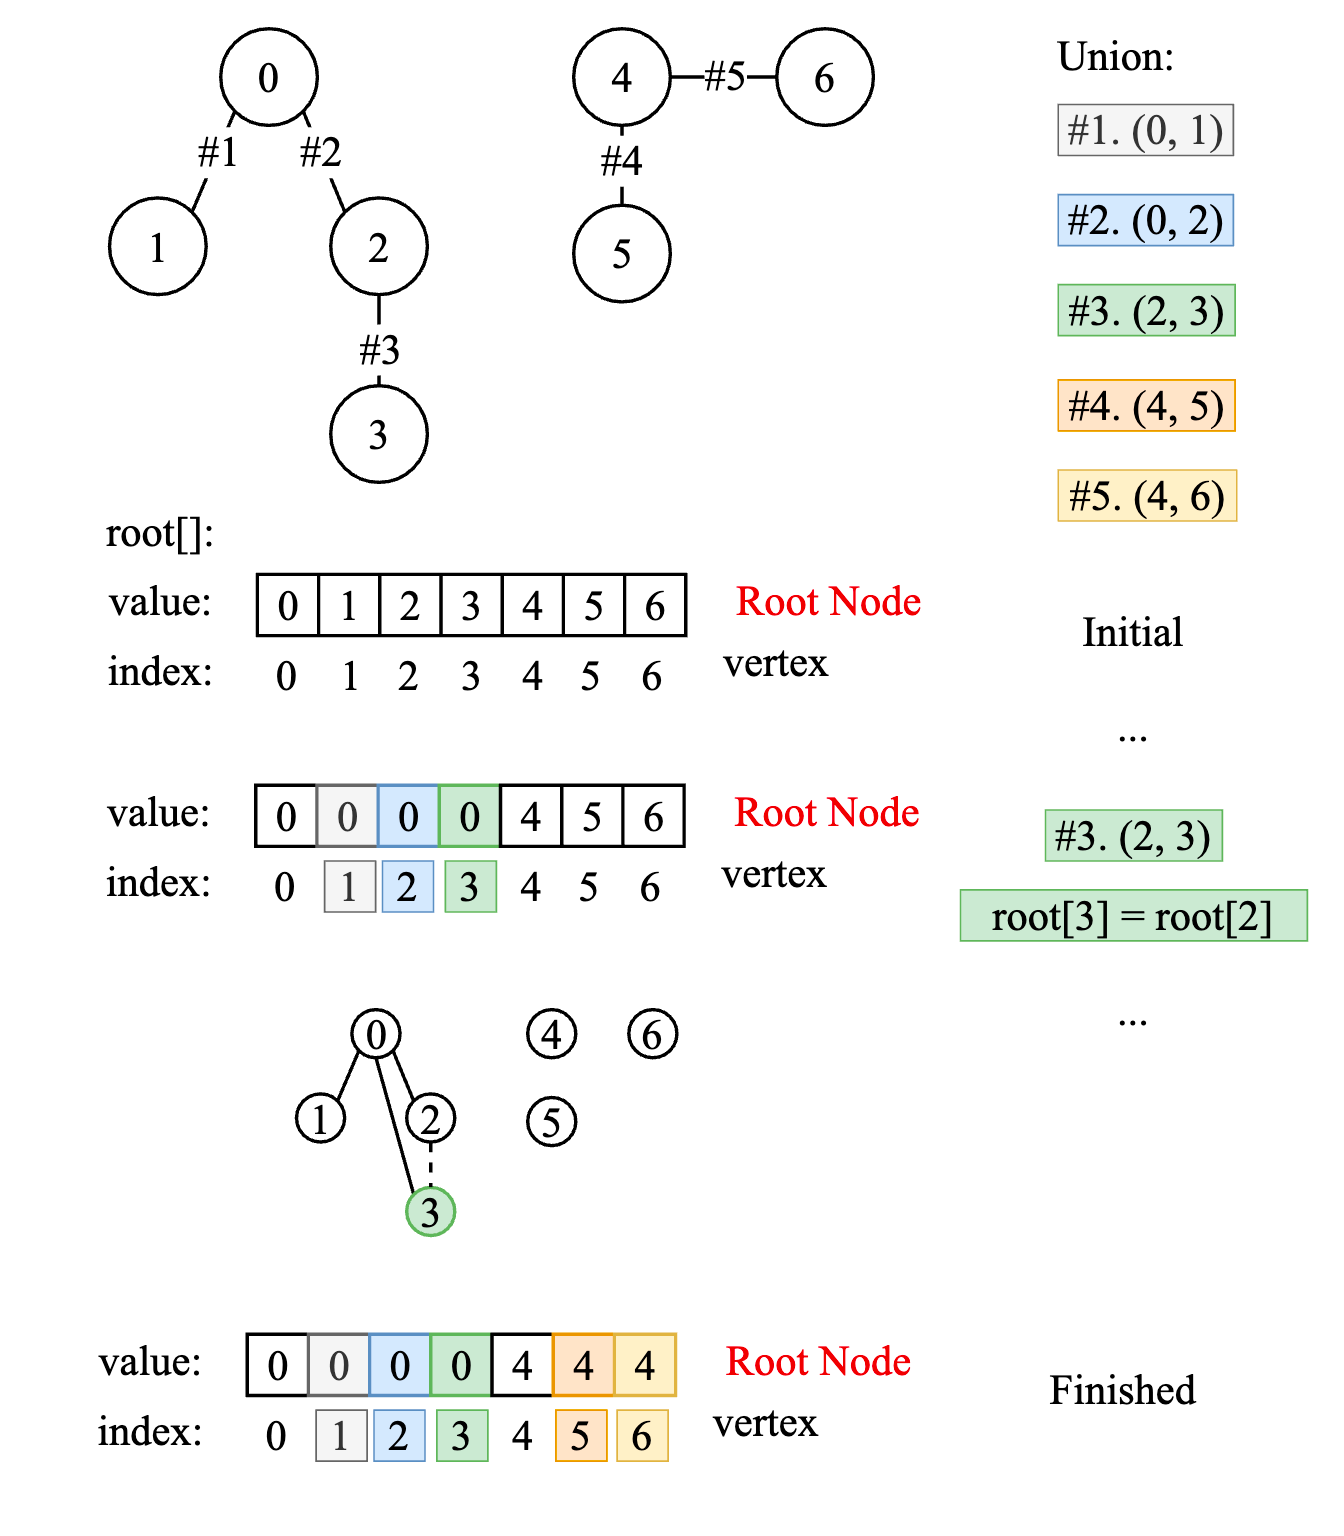 0
4
#5
6
Union:
#1. (0, 1)
#1
#2
#4
#2. (0, 2)
1
2
5
#3. (2, 3)
#3
#4. (4, 5)
3
#5. (4, 6)
root[]:
value: 0 1 2 3 4 5 6 Root Node
Initial
index: 0 1 2 3 4 5 6 vertex
...
value: 0 0 0 0 4 5 6 Root Node
#3. (2, 3)
index: 0 1 2 3 4 5 6 vertex
root[3] = root[2]
...
0
4
6
1
2
5
3
value: 0 0 0 0 4 4 4 Root Node
Finished
index: 0 1 2 3 4 5 6 vertex